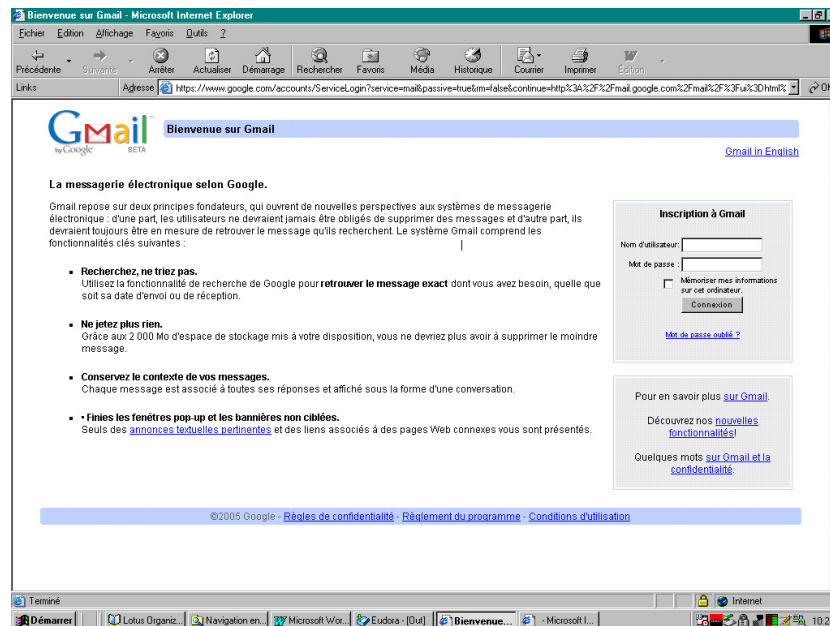 Bienvenue sur Gmail - Microsoft Internet Explorer
Fichier Edition Affichage Favoris Outils ?
Précédente Suivante Arrêter Actualiser Démarrage Rechercher Favoris Média Historique Courrier Imprimer Edition
Links Adresse https://www.google.com/accounts/ServiceLogin?service=mail&passive=true&rm=false&continue=http%3A%2F%2Fmail.google.com%2Fmail%2F%3Fui%3Dhtml%
Gmail
by Google BETA
Bienvenue sur Gmail
Gmail in English
La messagerie électronique selon Google.
Gmail repose sur deux principes fondateurs, qui ouvrent de nouvelles perspectives aux systèmes de messagerie
électronique : d'une part, les utilisateurs ne devraient jamais être obligés de supprimer des messages et d'autre part, ils
devraient toujours être en mesure de retrouver le message qu'ils recherchent. Le système Gmail comprend les
fonctionnalités clés suivantes :
▪ Recherchez, ne triez pas.
Utilisez la fonctionnalité de recherche de Google pour retrouver le message exact dont vous avez besoin, quelle que
soit sa date d'envoi ou de réception.
▪ Ne jetez plus rien.
Grâce aux 2 000 Mo d'espace de stockage mis à votre disposition, vous ne devriez plus avoir à supprimer le moindre
message.
▪ Conservez le contexte de vos messages.
Chaque message est associé à toutes ses réponses et affiché sous la forme d'une conversation.
▪ • Finies les fenêtres pop-up et les bannières non ciblées.
Seuls des annonces textuelles pertinentes et des liens associés à des pages Web connexes vous sont présentés.
Inscription à Gmail
Nom d'utilisateur:
Mot de passe :
Mémoriser mes informations
sur cet ordinateur.
Connexion
Mot de passe oublié ?
Pour en savoir plus sur Gmail.
Découvrez nos nouvelles
fonctionnalités!
Quelques mots sur Gmail et la
confidentialité.
©2005 Google - Règles de confidentialité - Règlement du programme - Conditions d'utilisation
Terminé Internet
Démarrer Lotus Organiz... Navigation en... Microsoft Wor... Eudora - [Out] Bienvenue... - Microsoft I...